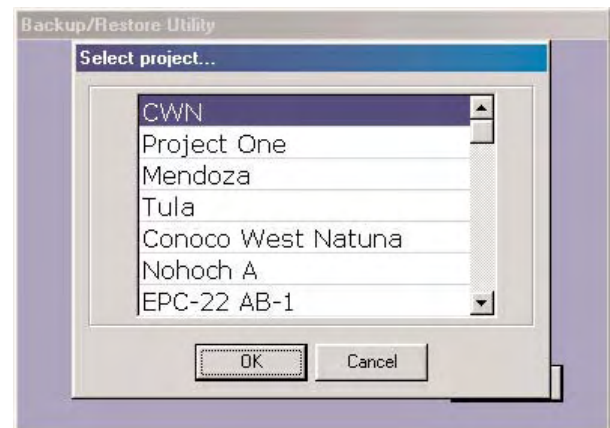 Backup/Restore Utility
Select project...
CWN
Project One
Mendoza
Tula
Conoco West Natuna
Nohoch A
EPC-22 AB-1
OK
Cancel